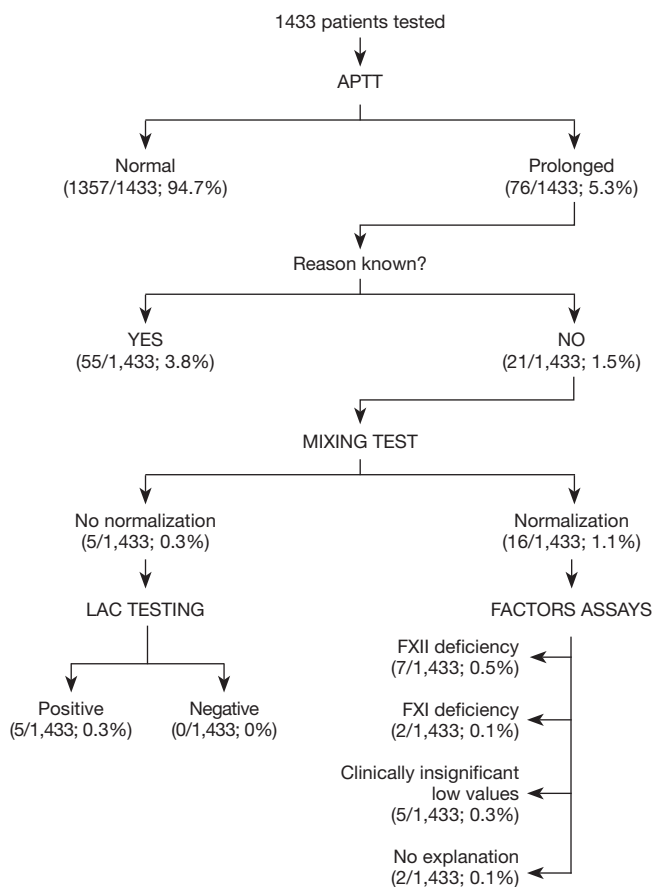 1433 patients tested
APTT
Normal
(1357/1433; 94.7%)
Prolonged
(76/1433; 5.3%)
Reason known?
YES
(55/1,433; 3.8%)
NO
(21/1,433; 1.5%)
MIXING TEST
No normalization
(5/1,433; 0.3%)
Normalization
(16/1,433; 1.1%)
LAC TESTING
FACTORS ASSAYS
Positive
(5/1,433; 0.3%)
Negative
(0/1,433; 0%)
FXII deficiency
(7/1,433; 0.5%)
FXI deficiency
(2/1,433; 0.1%)
Clinically insignificant
low values
(5/1,433; 0.3%)
No explanation
(2/1,433; 0.1%)